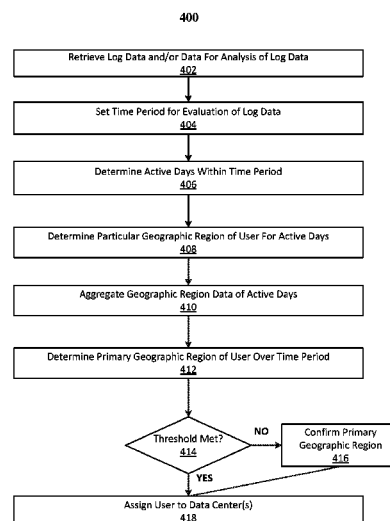 400
Retrieve Log Data and/or Data For Analysis of Log Data
402
Set Time Period for Evaluation of Log Data
404
Determine Active Days Within Time Period
406
Determine Particular Geographic Region of User For Active Days
408
Aggregate Geographic Region Data of Active Days
410
Determine Primary Geographic Region of User Over Time Period
412
Threshold Met?
414
NO
Confirm Primary
Geographic Region
416
YES
Assign User to Data Center(s)
418